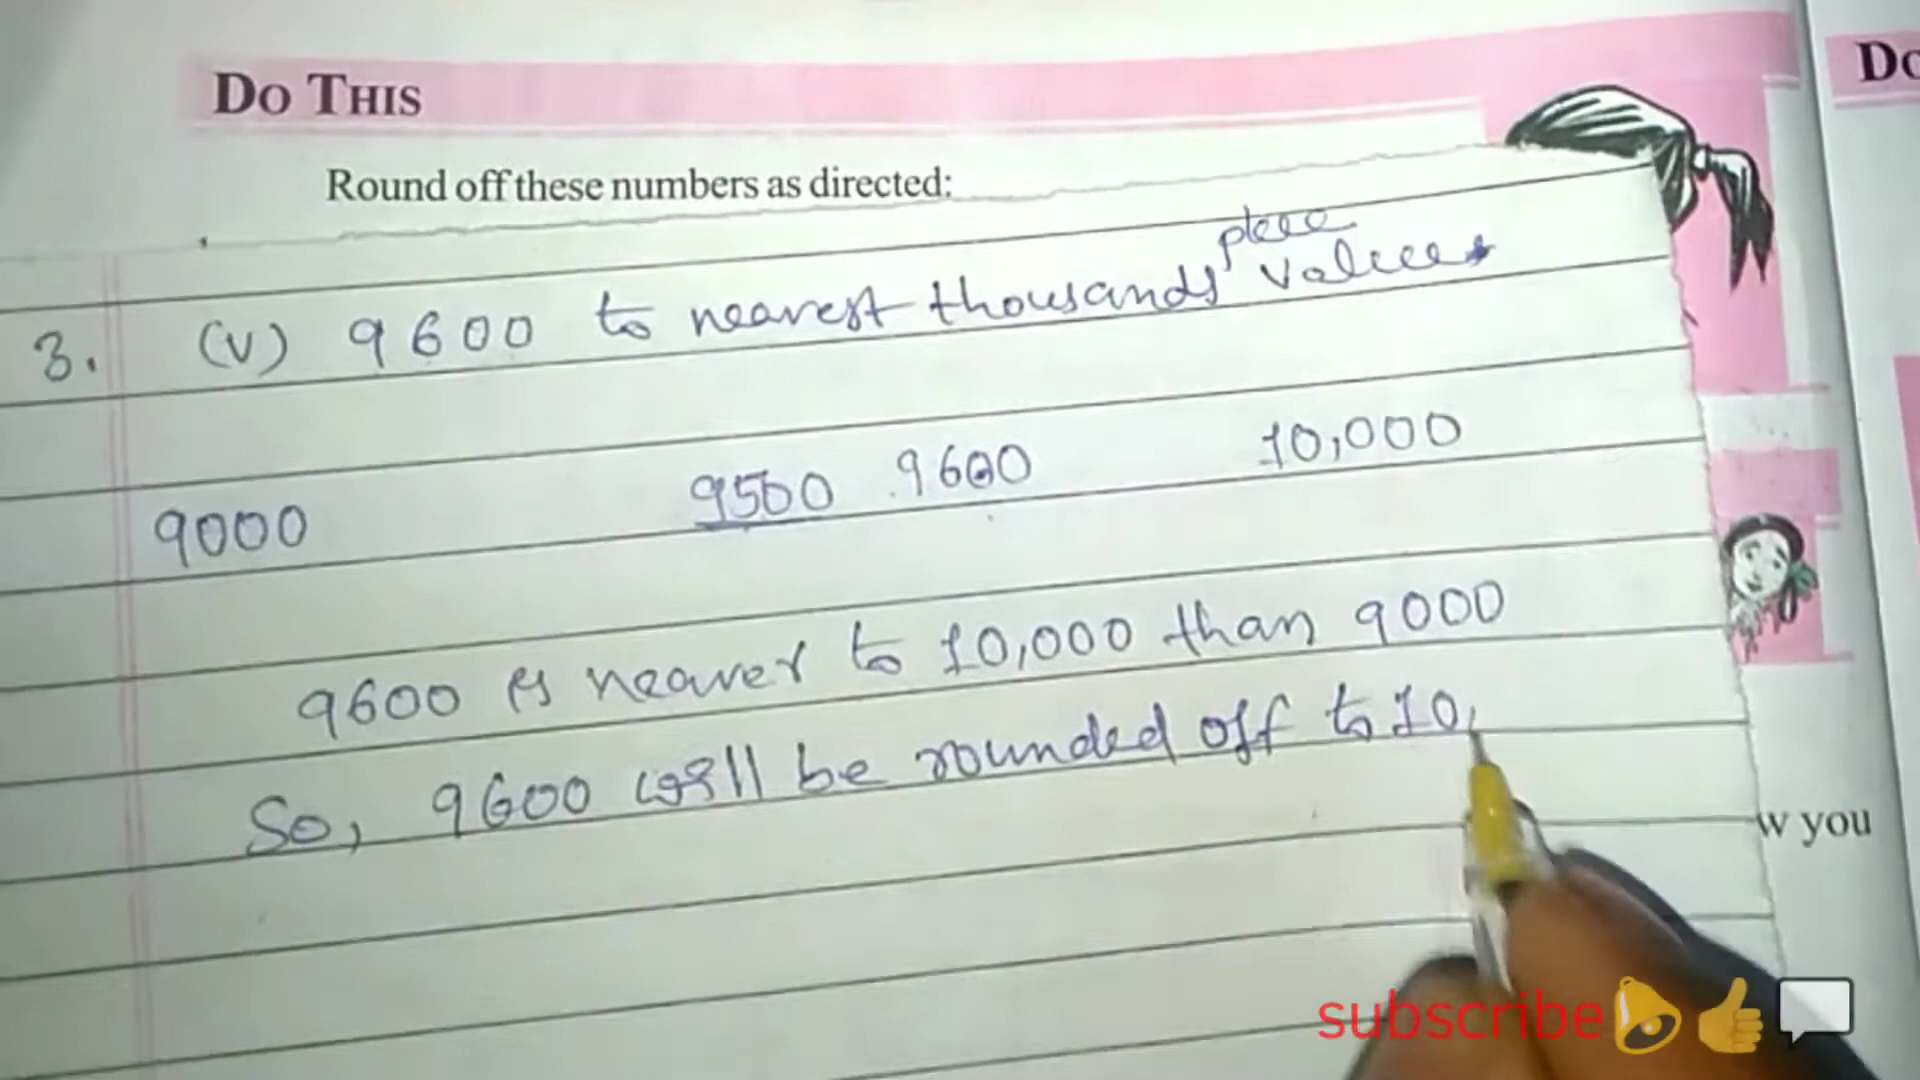 DO THIS
Do
Round off these numbers as directed:
place
3. (v) 9600 to nearest thousands value
9000 9500 9600 10,000
9600 is nearer to 10,000 than 9000
So, 9600 will be rounded off to 10,
w you
subscribe